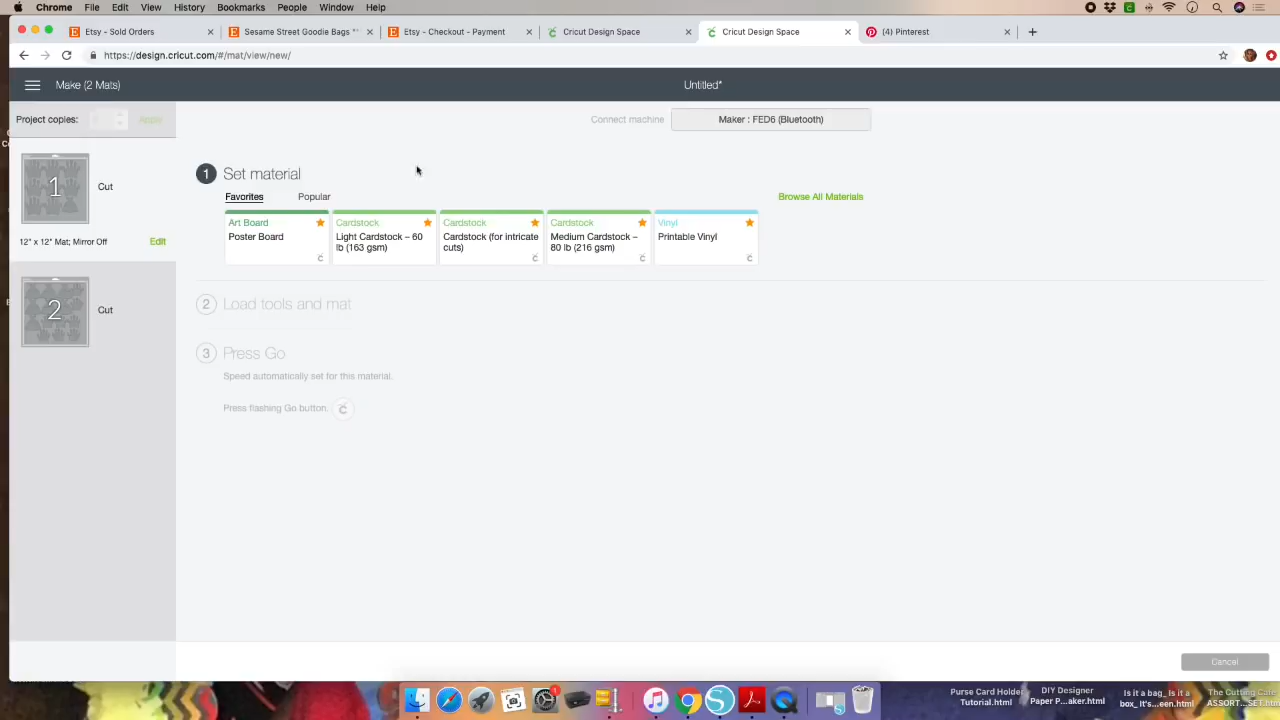 Chrome File Edit View History Bookmarks People Window Help
Etsy - Sold Orders
Sesame Street Goodie Bags
Etsy - Checkout - Payment
Cricut Design Space
Cricut Design Space
(4) Pinterest
https://design.cricut.com/#/mat/view/new/
Make (2 Mats)
Untitled*
Project copies:
Apply
Connect machine
Maker : FED6 (Bluetooth)
1
Cut
12" x 12" Mat; Mirror Off
Edit
2
Cut
1 Set material
Favorites Popular
Browse All Materials
Art Board
Poster Board
Cardstock
Light Cardstock – 60
lb (163 gsm)
Cardstock
Cardstock (for intricate
cuts)
Cardstock
Medium Cardstock –
80 lb (216 gsm)
Vinyl
Printable Vinyl
2 Load tools and mat
3 Press Go
Speed automatically set for this material.
Press flashing Go button.
Cancel
Purse Card Holder
Tutorial.html
DIY Designer
Paper P...aker.html
Is it a bag_ Is it a
box_ It's...een.html
The Cutting Cafe
ASSORT...SET.htm